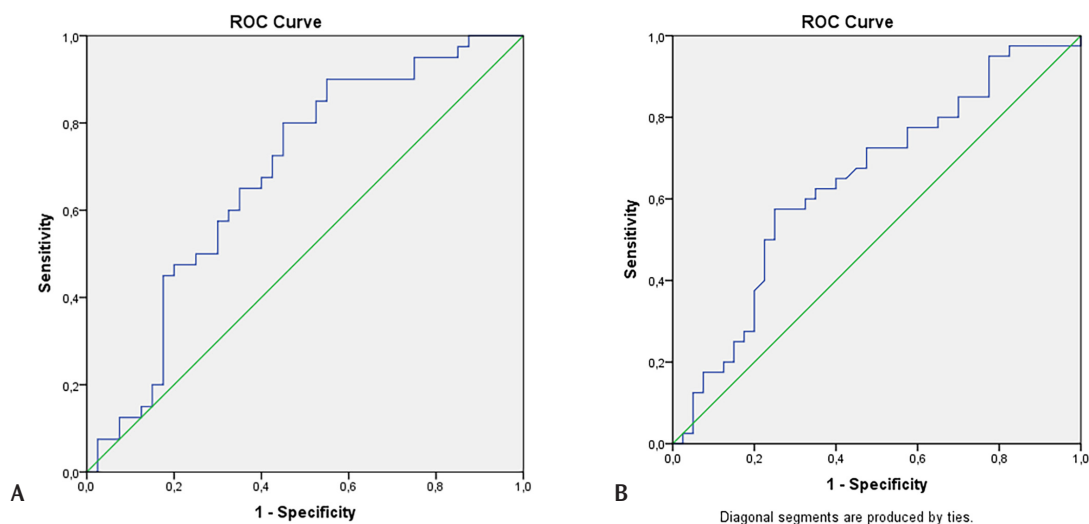 ROC Curve
1,0
0,8
0,6
0,4
0,2
0,0
Sensitivity
0,0 0,2 0,4 0,6 0,8 1,0
1 - Specificity
A
ROC Curve
1,0
0,8
0,6
0,4
0,2
0,0
Sensitivity
0,0 0,2 0,4 0,6 0,8 1,0
1 - Specificity
B
Diagonal segments are produced by ties.